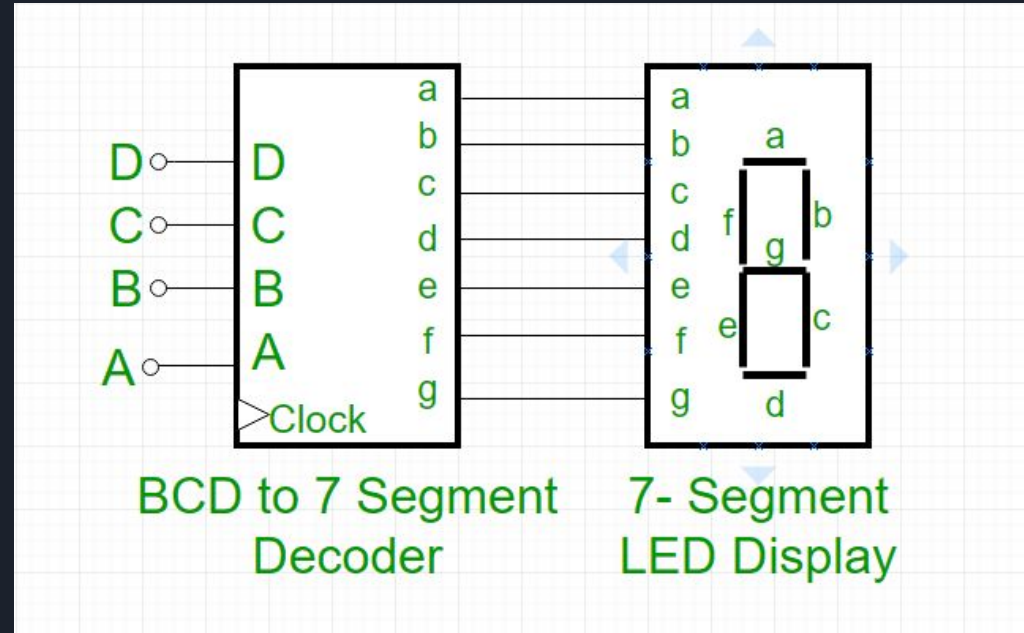 a
b
c
d
e
f
g
D
C
B
A
D
C
B
A
Clock
BCD to 7 Segment
Decoder
a
b
c
d
e
f
g
a
f
b
g
e
c
d
7- Segment
LED Display